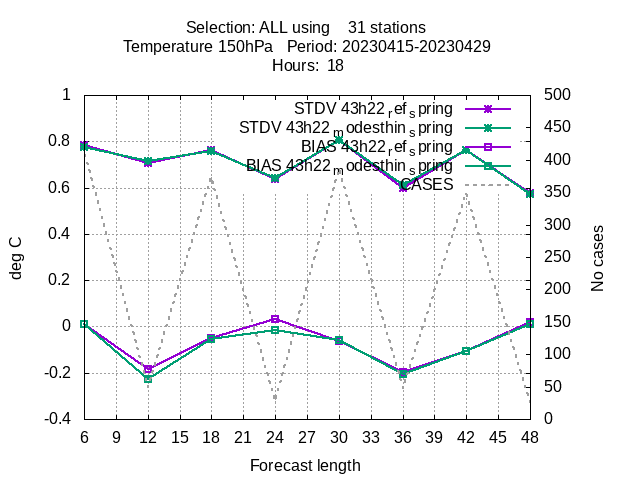 Selection: ALL using    31 stations
Temperature 150hPa   Period: 20230415-20230429
Hours:  18
STDV 43h22_ref_spring
STDV 43h22_modesthin_spring
BIAS 43h22_ref_spring
BIAS 43h22_modesthin_spring
CASES
1
0.8
0.6
0.4
0.2
0
-0.2
-0.4
500
450
400
350
300
250
200
150
100
50
0
6 9 12 15 18 21 24 27 30 33 36 39 42 45 48
deg C
No cases
Forecast length